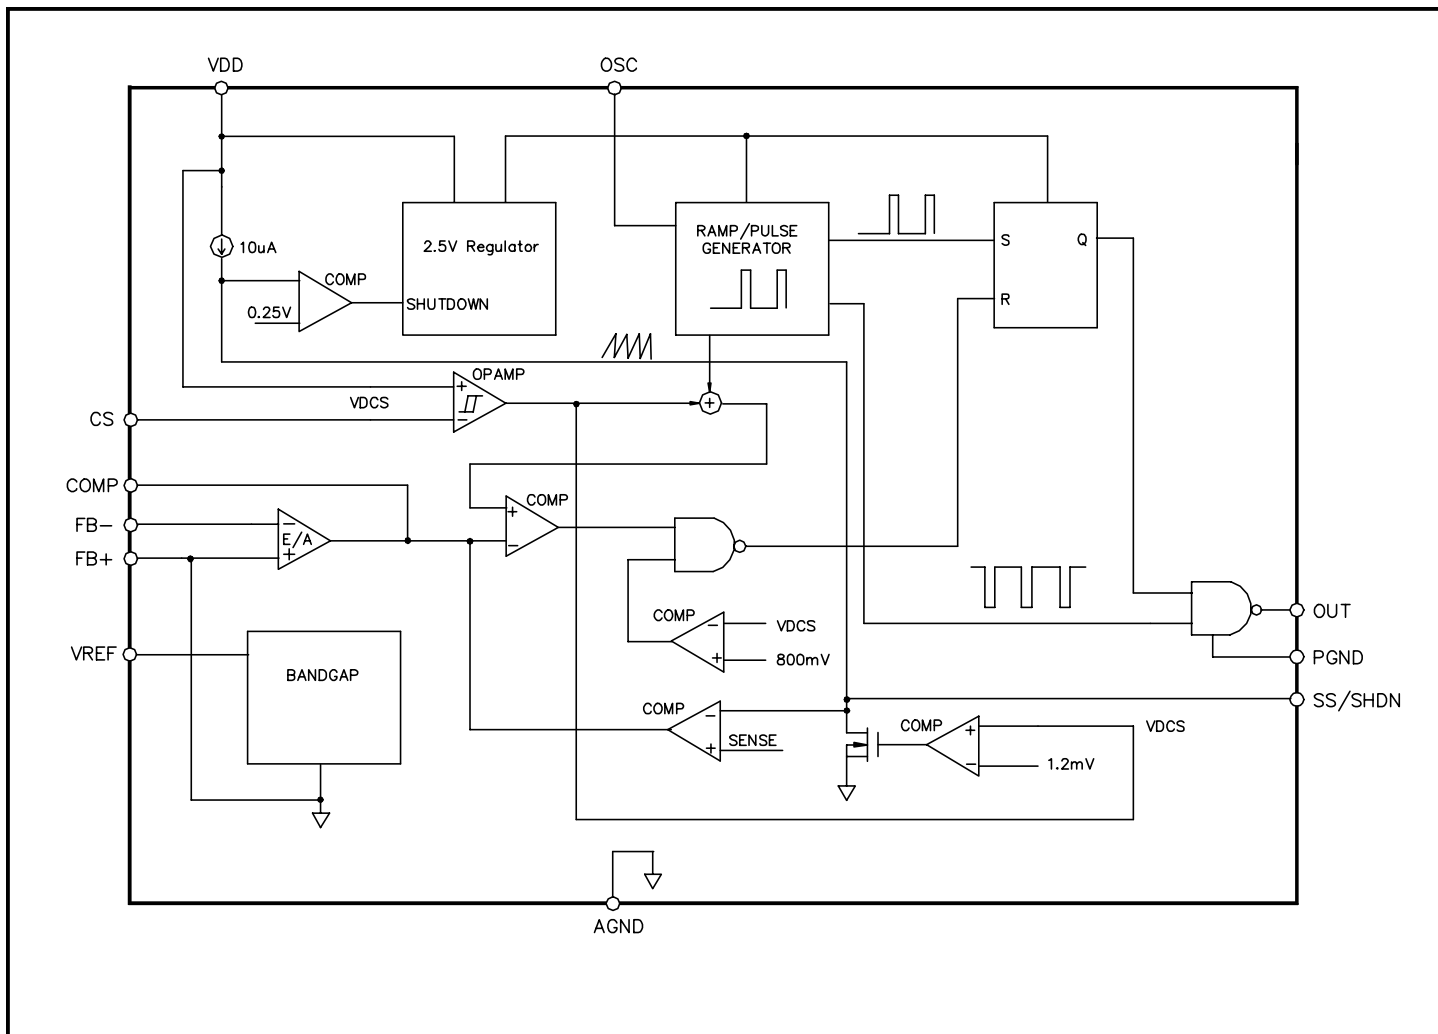 VDD
OSC
10uA
COMP
0.25V
2.5V Regulator
SHUTDOWN
RAMP/PULSE
GENERATOR
S
Q
R
OPAMP
+
-
VDCS
CS
+
COMP
FB-
FB+
-
E/A
+
COMP
+
-
COMP
-
+
VDCS
800mV
OUT
PGND
SS/SHDN
VREF
BANDGAP
COMP
-
+
SENSE
COMP
+
-
VDCS
1.2mV
AGND